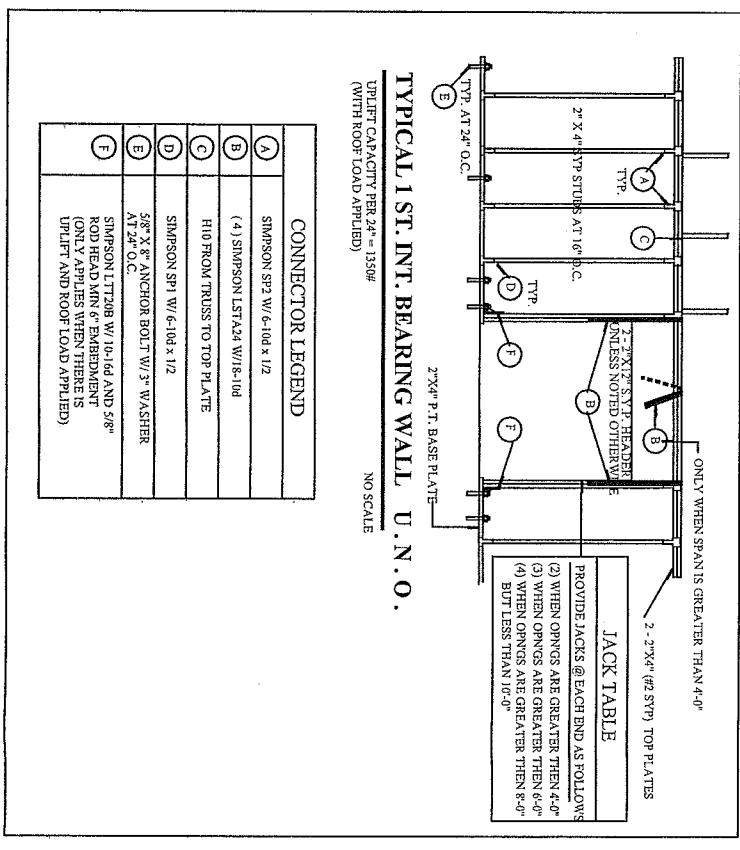 ONLY WHEN SPAN IS GREATER THAN 4'-0"
2 - 2"X4" (#2 SYP) TOP PLATES
A
TYP.
C
B
2 - 2"X12" S.Y.P. HEADER
UNLESS NOTED OTHERWISE
2" X 4" SYP STUDS AT 16" O.C.
B
D
TYP.
F
F
E
TYP. AT 24" O.C.
2"X4" P.T. BASE PLATE
JACK TABLE
PROVIDE JACKS @ EACH END AS FOLLOWS
(2) WHEN OPN'GS ARE GREATER THEN 4'-0"
(3) WHEN OPN'GS ARE GREATER THEN 6'-0"
(4) WHEN OPN'GS ARE GREATER THEN 8'-0"
BUT LESS THAN 10'-0"
TYPICAL 1 ST. INT. BEARING WALL U.N.O.
UPLIFT CAPACITY PER 24" = 1350#
(WITH ROOF LOAD APPLIED)
NO SCALE
CONNECTOR LEGEND
A SIMPSON SP2 W/ 6-10d x 1/2
B (4) SIMPSON LSTA24 W/18-10d
C H10 FROM TRUSS TO TOP PLATE
D SIMPSON SP1 W/ 6-10d x 1/2
E 5/8" X 8" ANCHOR BOLT W/ 3" WASHER
AT 24" O.C.
F SIMPSON LTT20B W/ 10-16d AND 5/8"
ROD HEAD MIN 6" EMBEDMENT
(ONLY APPLIES WHEN THERE IS
UPLIFT AND ROOF LOAD APPLIED)